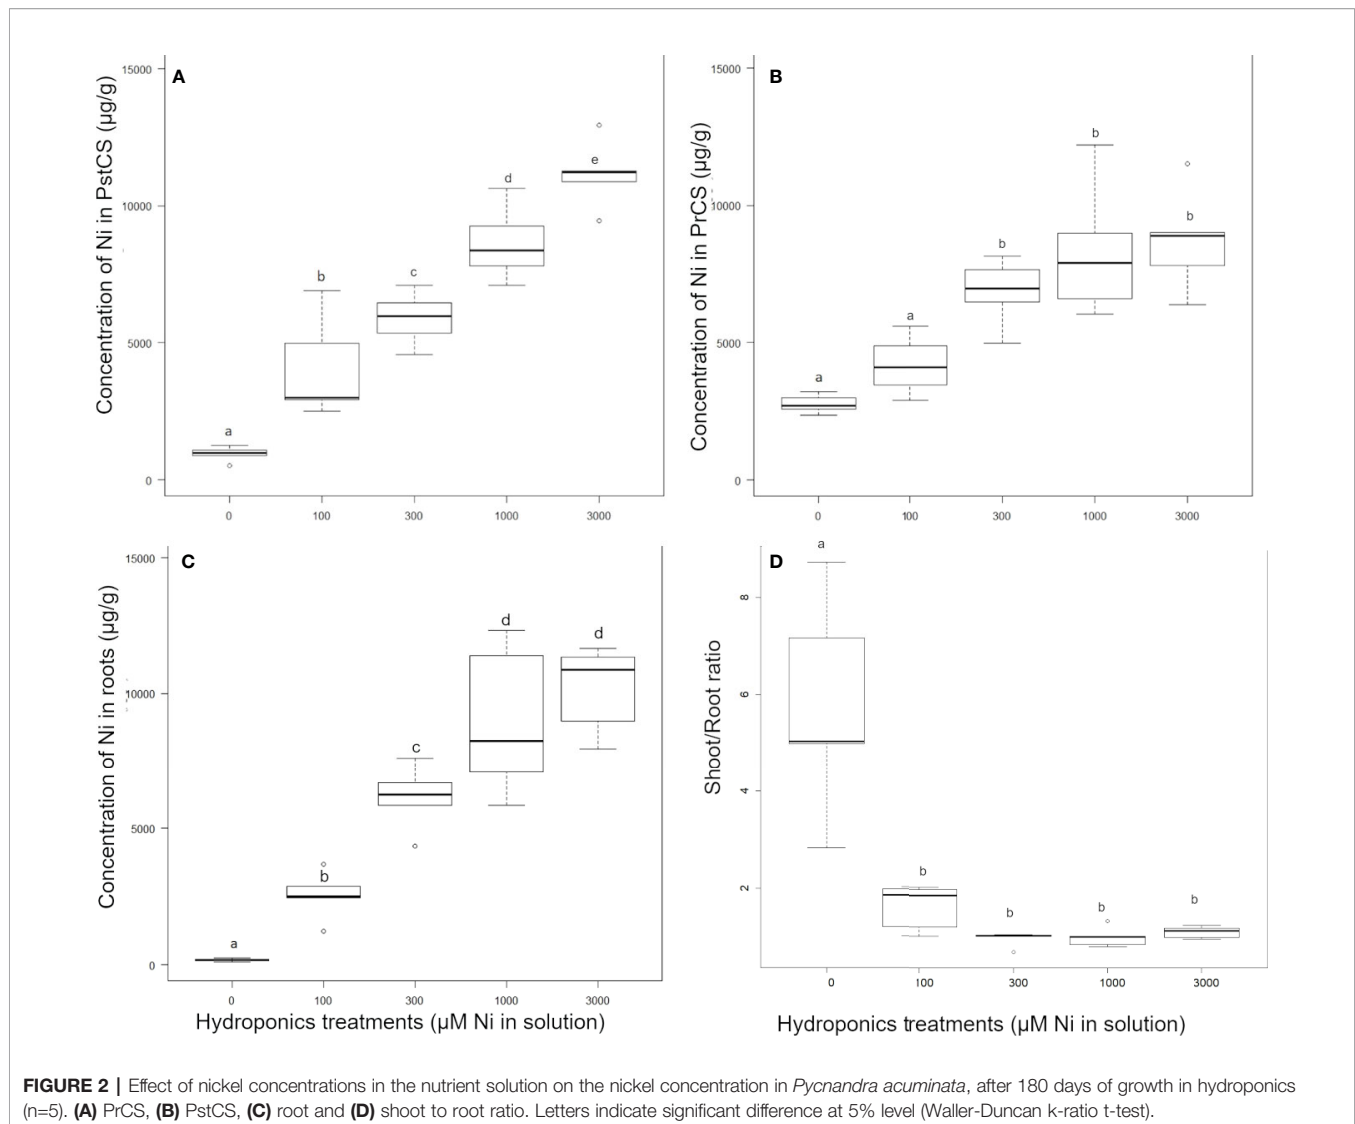 A
Concentration of Ni in PstCS (µg/g)
15000
10000
5000
0
a
b
c
d
e
0 100 300 1000 3000
B
Concentration of Ni in PrCS (µg/g)
15000
10000
5000
0
a
a
b
b
b
0 100 300 1000 3000
C
Concentration of Ni in roots (µg/g)
15000
10000
5000
0
a
b
c
d
d
0 100 300 1000 3000
Hydroponics treatments (µM Ni in solution)
D
Shoot/Root ratio
8
6
4
2
a
b
b
b
b
0 100 300 1000 3000
Hydroponics treatments (µM Ni in solution)
FIGURE 2 | Effect of nickel concentrations in the nutrient solution on the nickel concentration in Pycnandra acuminata, after 180 days of growth in hydroponics
(n=5). (A) PrCS, (B) PstCS, (C) root and (D) shoot to root ratio. Letters indicate significant difference at 5% level (Waller-Duncan k-ratio t-test).